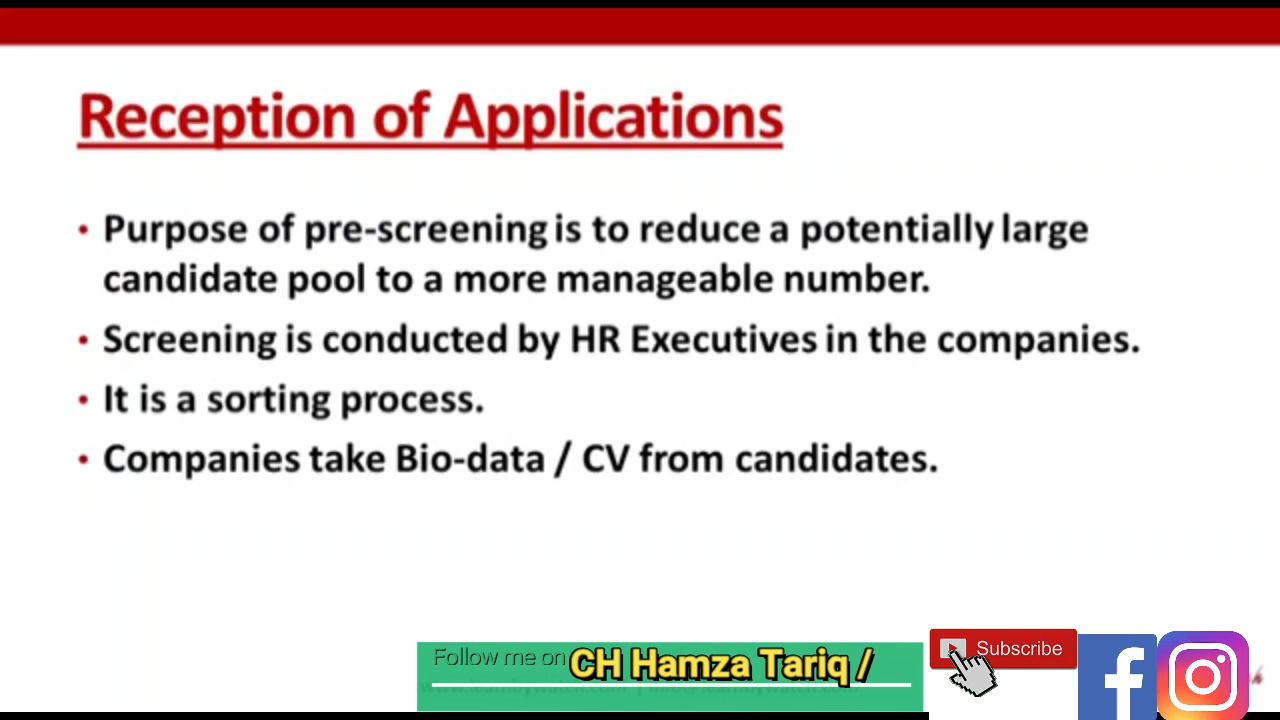 Reception of Applications
• Purpose of pre-screening is to reduce a potentially large
candidate pool to a more manageable number.
• Screening is conducted by HR Executives in the companies.
• It is a sorting process.
• Companies take Bio-data / CV from candidates.
Follow me on CH Hamza Tariq /
Subscribe